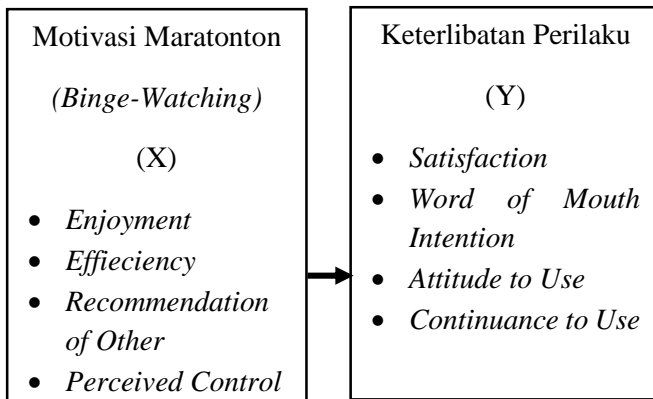 Motivasi Maratonton
(Binge-Watching)
(X)
• Enjoyment
• Effieciency
• Recommendation
of Other
• Perceived Control
Keterlibatan Perilaku
(Y)
• Satisfaction
• Word of Mouth
Intention
• Attitude to Use
• Continuance to Use